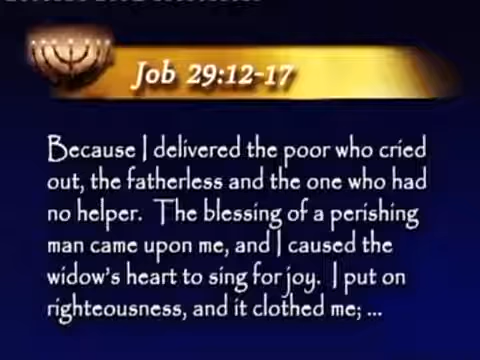 Job 29:12-17
Because I delivered the poor who cried
out, the fatherless and the one who had
no helper. The blessing of a perishing
man came upon me, and I caused the
widow's heart to sing for joy. I put on
righteousness, and it clothed me; ...